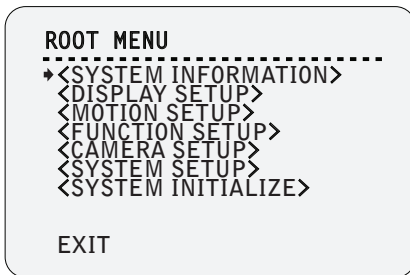 ROOT MENU
<SYSTEM INFORMATION>
<DISPLAY SETUP>
<MOTION SETUP>
<FUNCTION SETUP>
<CAMERA SETUP>
<SYSTEM SETUP>
<SYSTEM INITIALIZE>
EXIT